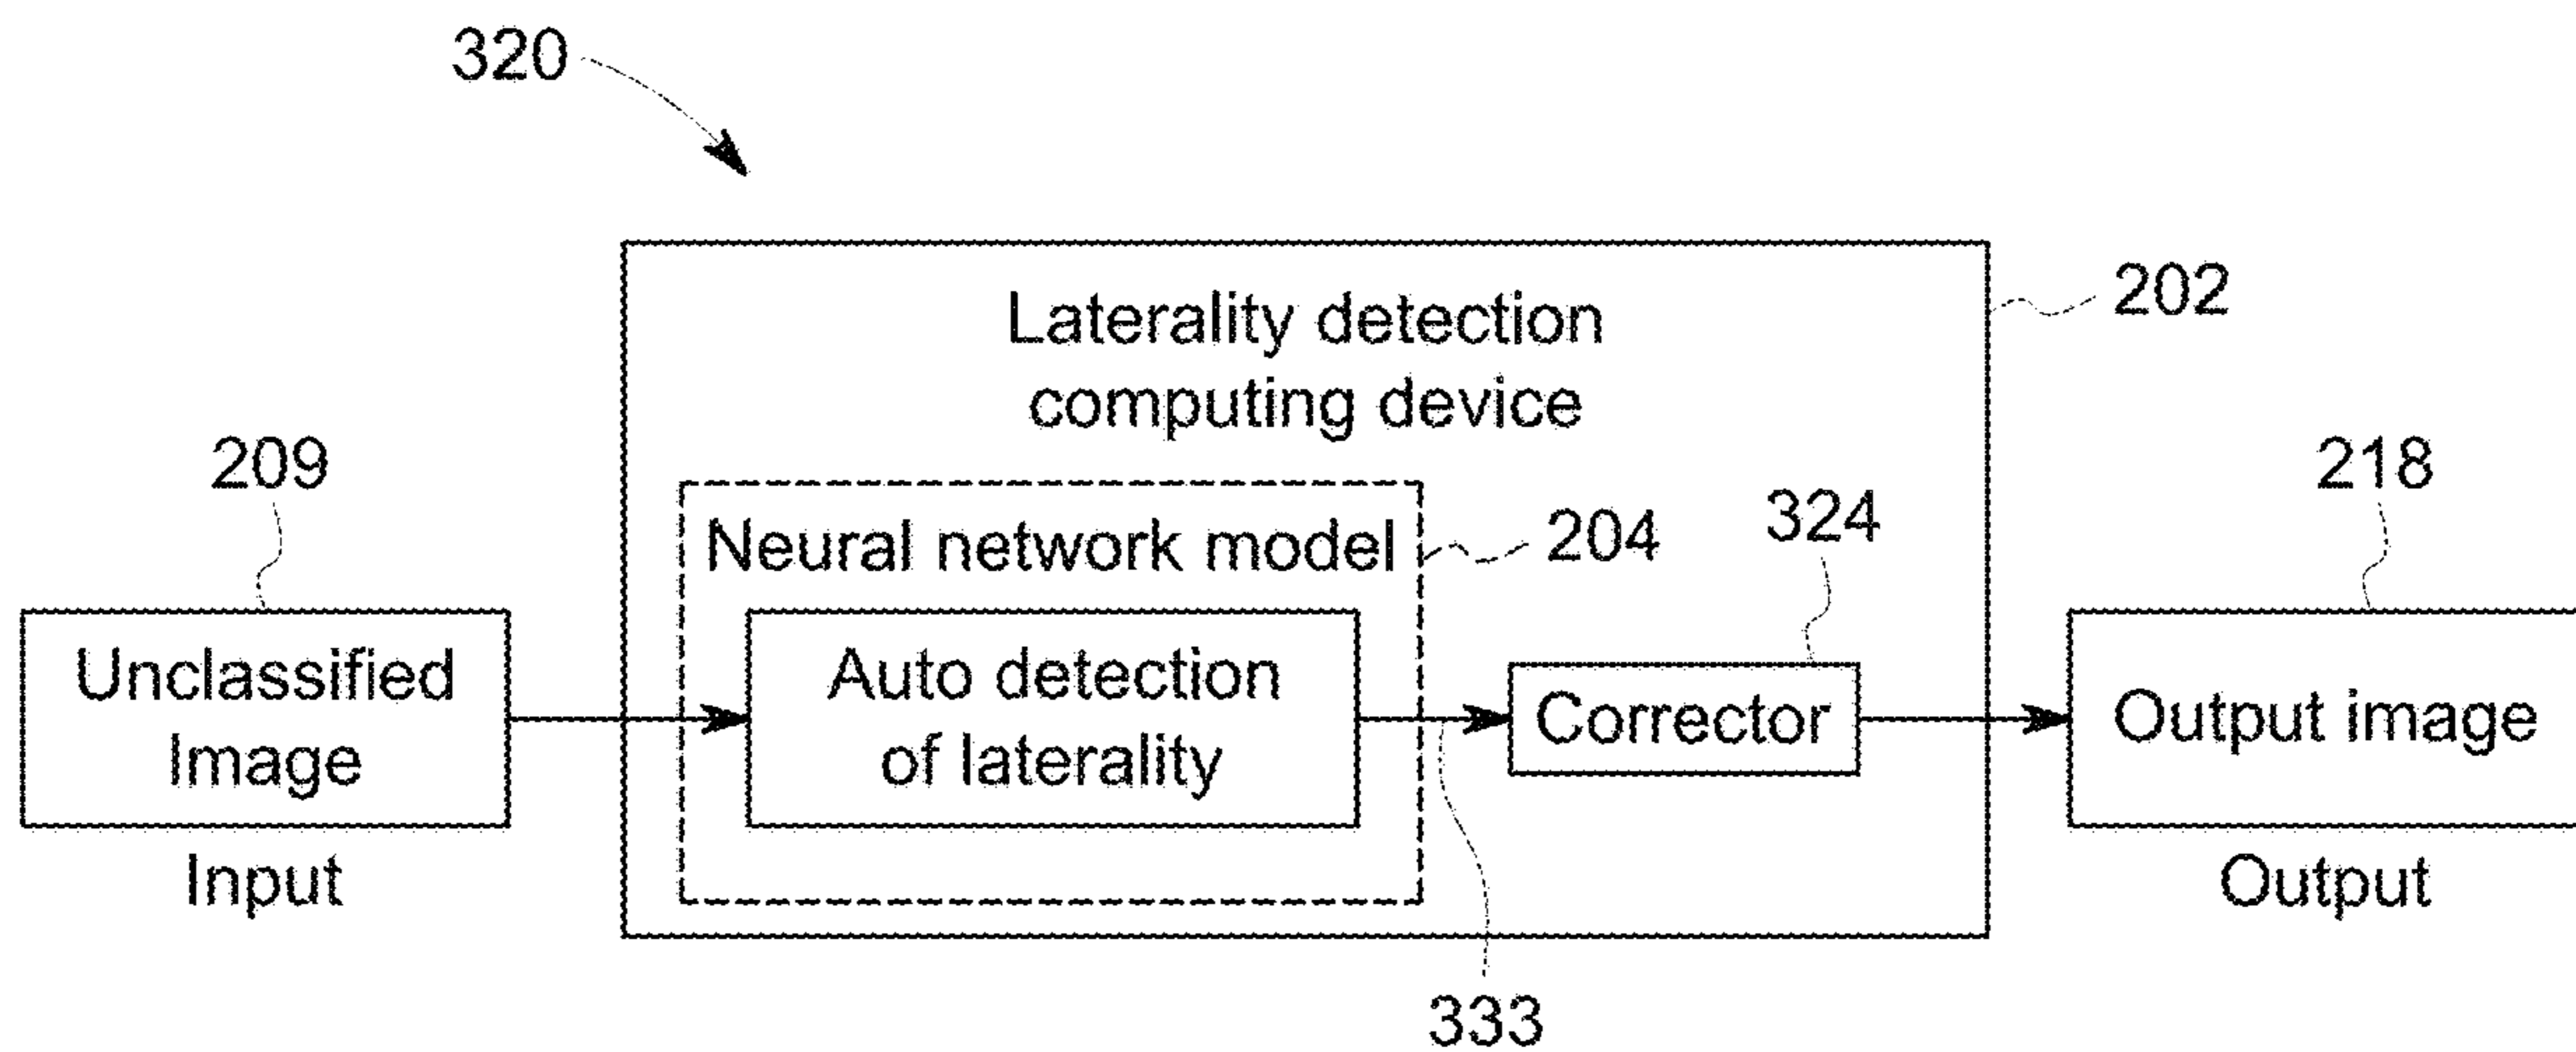 320
Laterality detection
computing device
202
209
218
Neural network model
204
324
Unclassified
Image
Auto detection
of laterality
Corrector
Output image
Input
Output
333